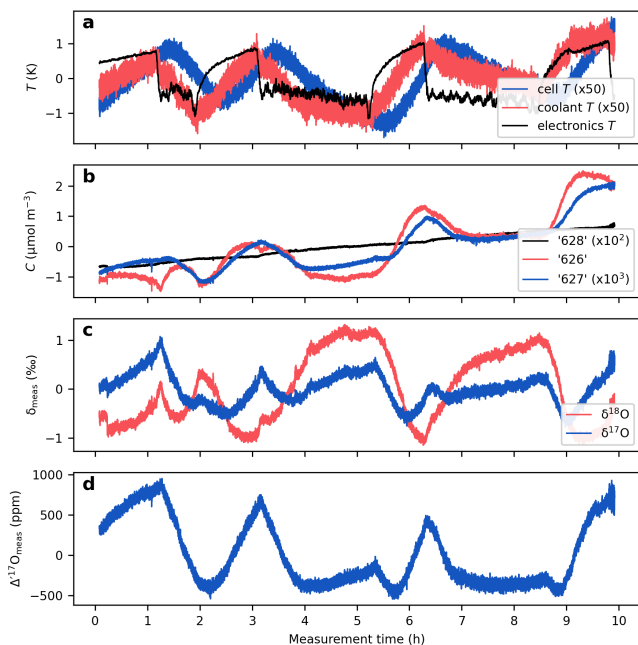 a
T (K)
1
0
−1
cell T (x50)
coolant T (x50)
electronics T
b
C (μmol m⁻³)
2
1
0
−1
'628' (x10²)
'626'
'627' (x10³)
c
δmeas (‰)
1
0
−1
δ¹⁸O
δ¹⁷O
d
Δ'¹⁷Omeas (ppm)
1000
500
0
−500
0 1 2 3 4 5 6 7 8 9 10
Measurement time (h)